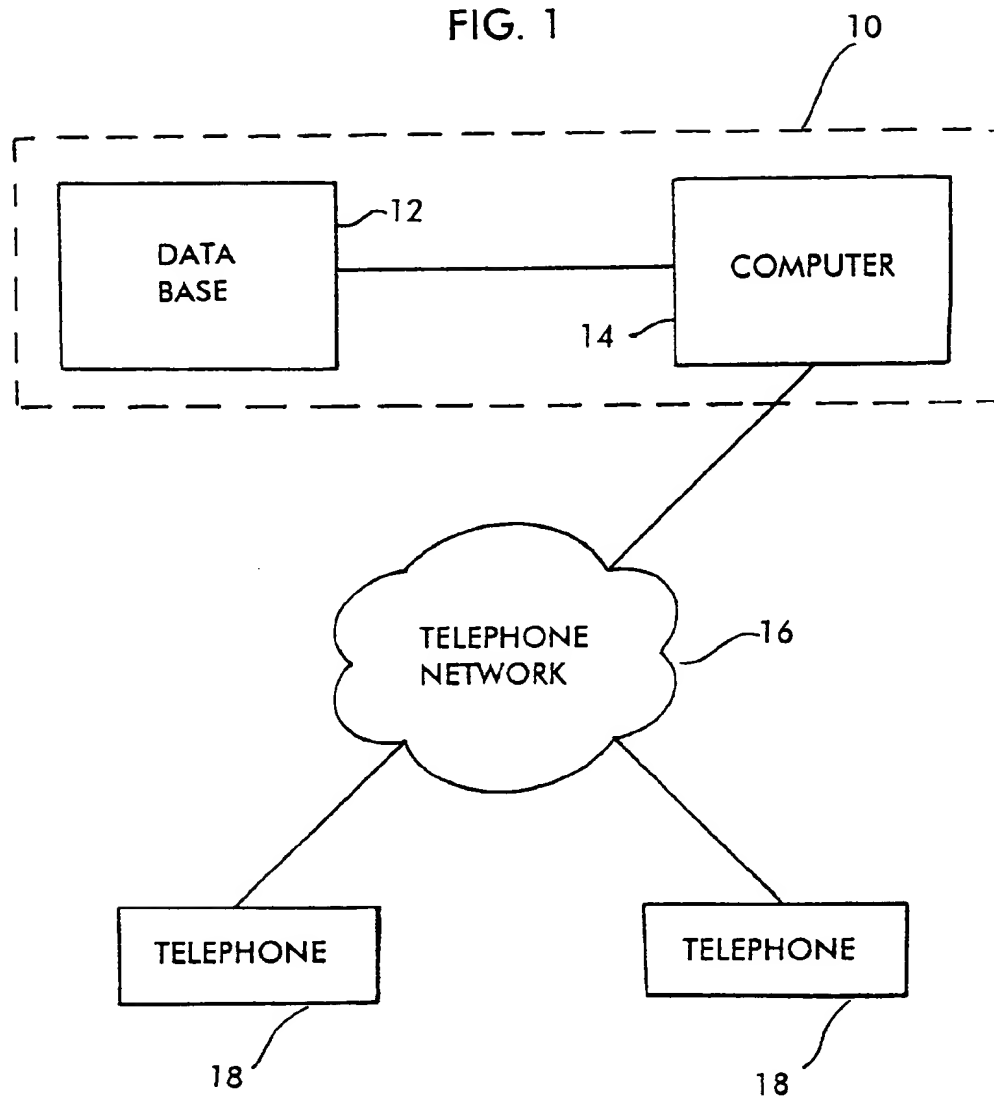 FIG. 1
10
DATA
BASE
12
COMPUTER
14
TELEPHONE
NETWORK
16
TELEPHONE
TELEPHONE
18
18